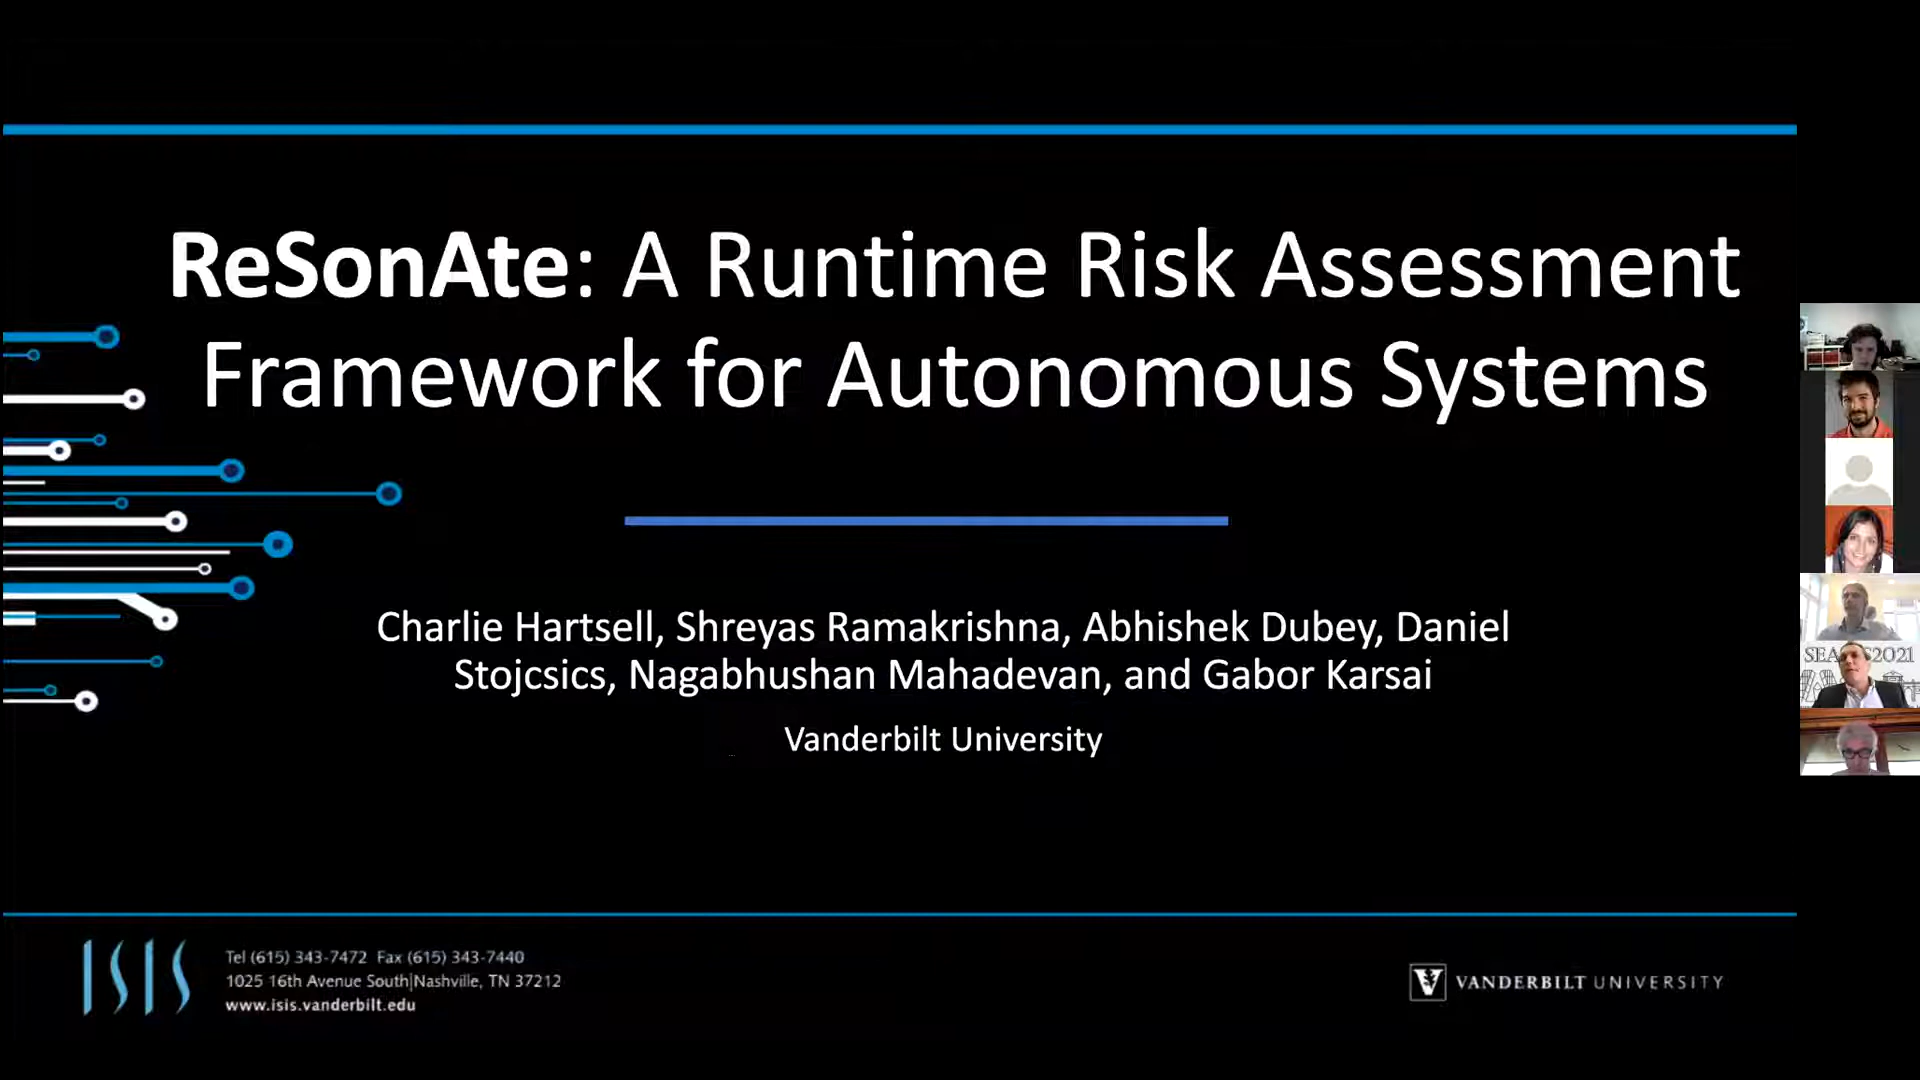 ReSonAte: A Runtime Risk Assessment
Framework for Autonomous Systems
Charlie Hartsell, Shreyas Ramakrishna, Abhishek Dubey, Daniel
Stojcsics, Nagabhushan Mahadevan, and Gabor Karsai
Vanderbilt University
ISIS
Tel (615) 343-7472 Fax (615) 343-7440
1025 16th Avenue South|Nashville, TN 37212
www.isis.vanderbilt.edu
V VANDERBILT UNIVERSITY